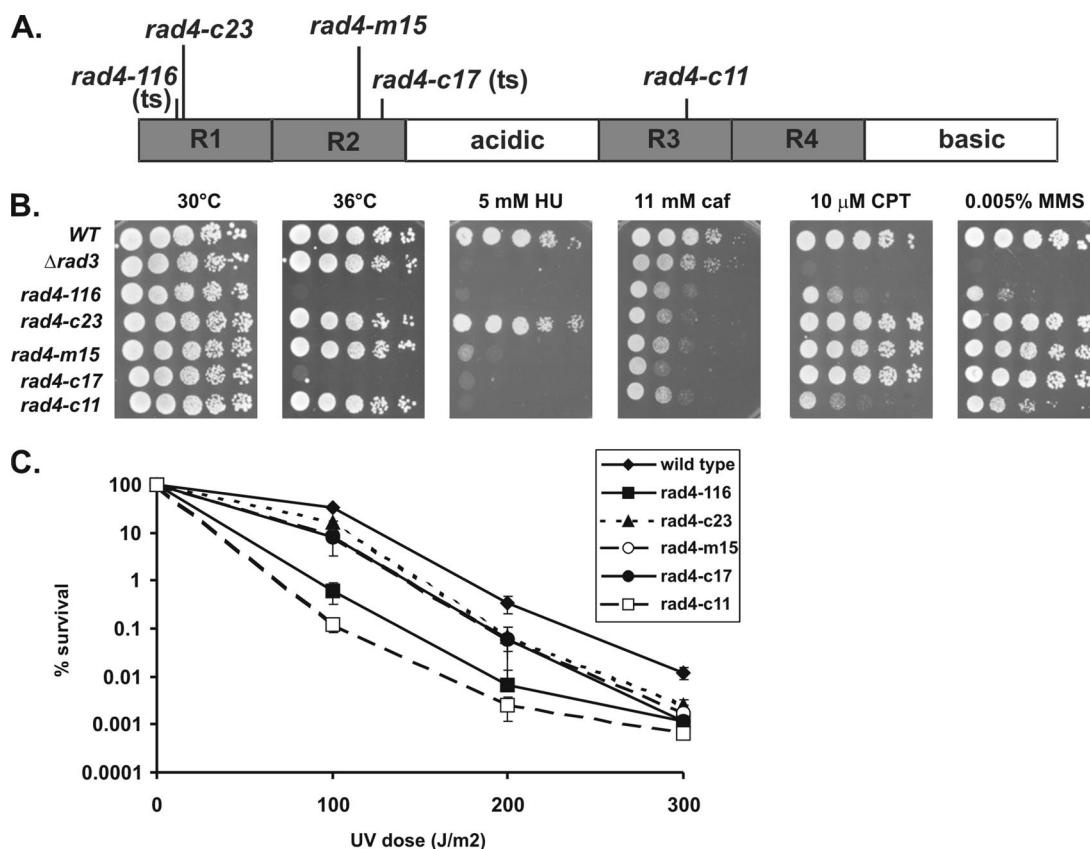 A.
rad4-c23
rad4-m15
rad4-116
(ts)
rad4-c17 (ts)
rad4-c11
R1 R2 acidic R3 R4 basic
B.
30°C 36°C 5 mM HU 11 mM caf 10 μM CPT 0.005% MMS
WT
Δrad3
rad4-116
rad4-c23
rad4-m15
rad4-c17
rad4-c11
C.
wild type
rad4-116
rad4-c23
rad4-m15
rad4-c17
rad4-c11
% survival
100
10
1
0.1
0.01
0.001
0.0001
0 100 200 300
UV dose (J/m2)